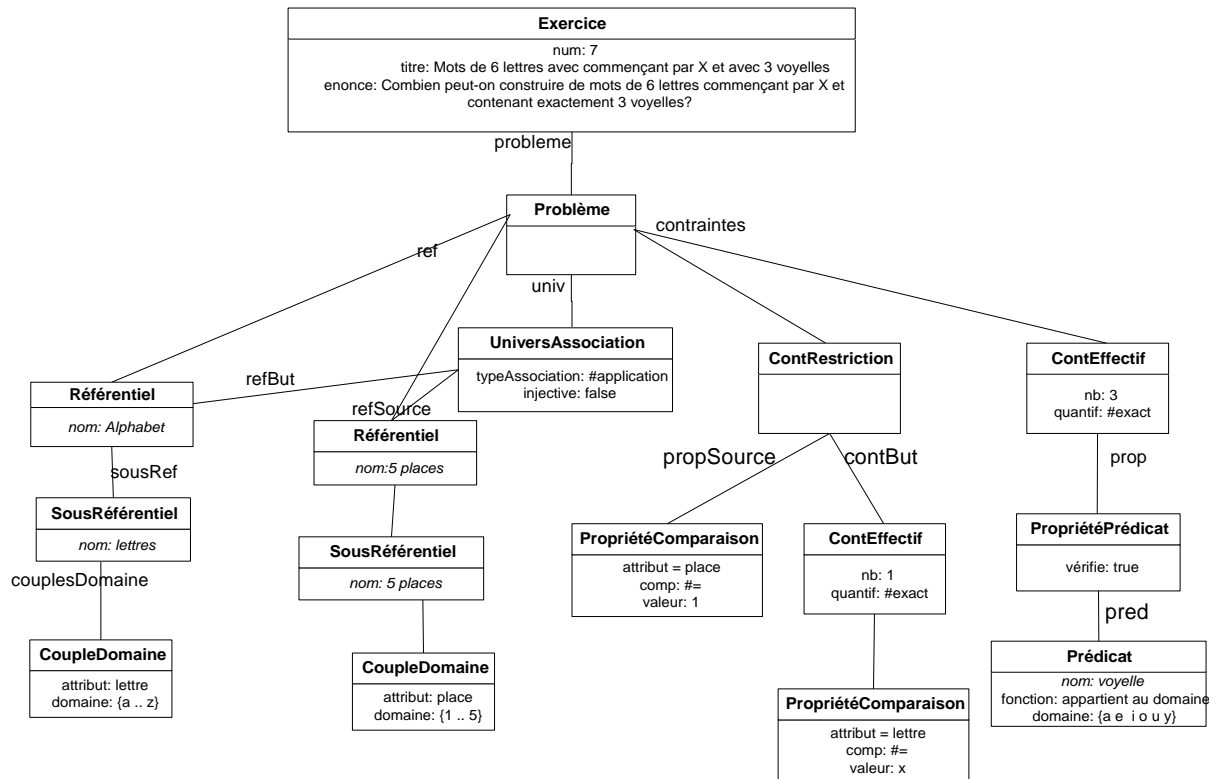 Exercice
num: 7
titre: Mots de 6 lettres avec commençant par X et avec 3 voyelles
enonce: Combien peut-on construire de mots de 6 lettres commençant par X et
contenant exactement 3 voyelles?
probleme
Problème
contraintes
ref
univ
UniversAssociation
typeAssociation: #application
injective: false
ContRestriction
ContEffectif
nb: 3
quantif: #exact
refBut
refSource
Référentiel
nom: Alphabet
Référentiel
nom:5 places
propSource
contBut
prop
sousRef
SousRéférentiel
nom: lettres
SousRéférentiel
nom: 5 places
PropriétéComparaison
attribut = place
comp: #=
valeur: 1
ContEffectif
nb: 1
quantif: #exact
PropriétéPrédicat
vérifie: true
couplesDomaine
pred
CoupleDomaine
attribut: lettre
domaine: {a .. z}
CoupleDomaine
attribut: place
domaine: {1 .. 5}
PropriétéComparaison
attribut = lettre
comp: #=
valeur: x
Prédicat
nom: voyelle
fonction: appartient au domaine
domaine: {a e i o u y}